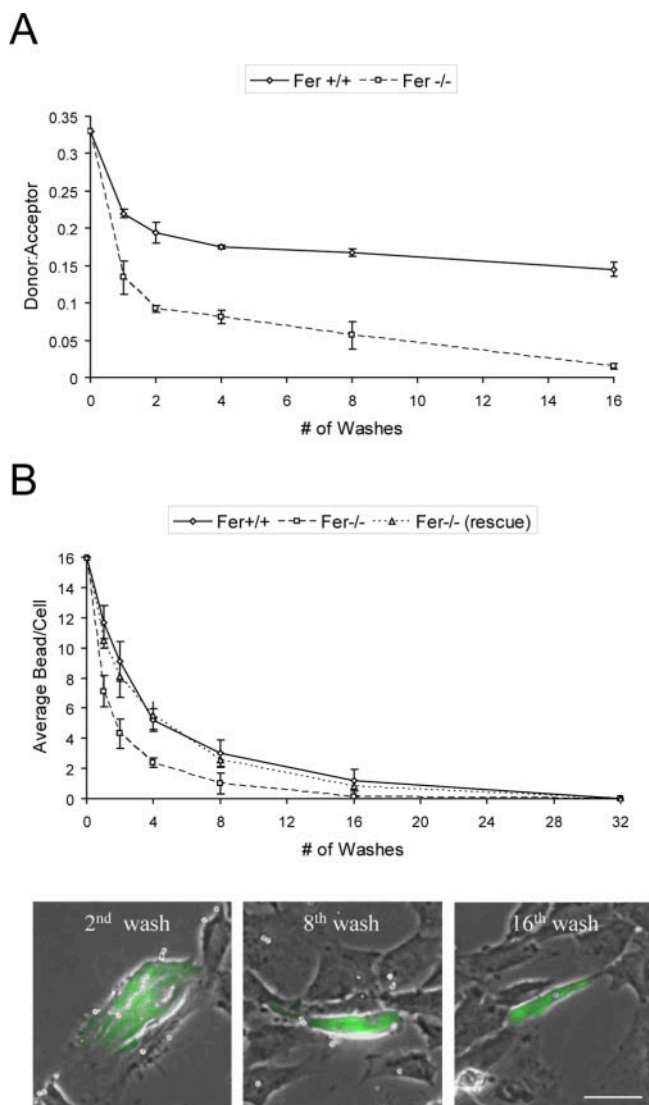 A
Fer +/+ Fer -/-
0.35
0.3
0.25
0.2
0.15
0.1
0.05
0
Donor:Acceptor
0 2 4 6 8 10 12 14 16
# of Washes
B
Fer+/+ Fer-/- Fer-/- (rescue)
16
14
12
10
8
6
4
2
0
Average Bead/Cell
0 4 8 12 16 20 24 28 32
# of Washes
2nd wash 8th wash 16th wash